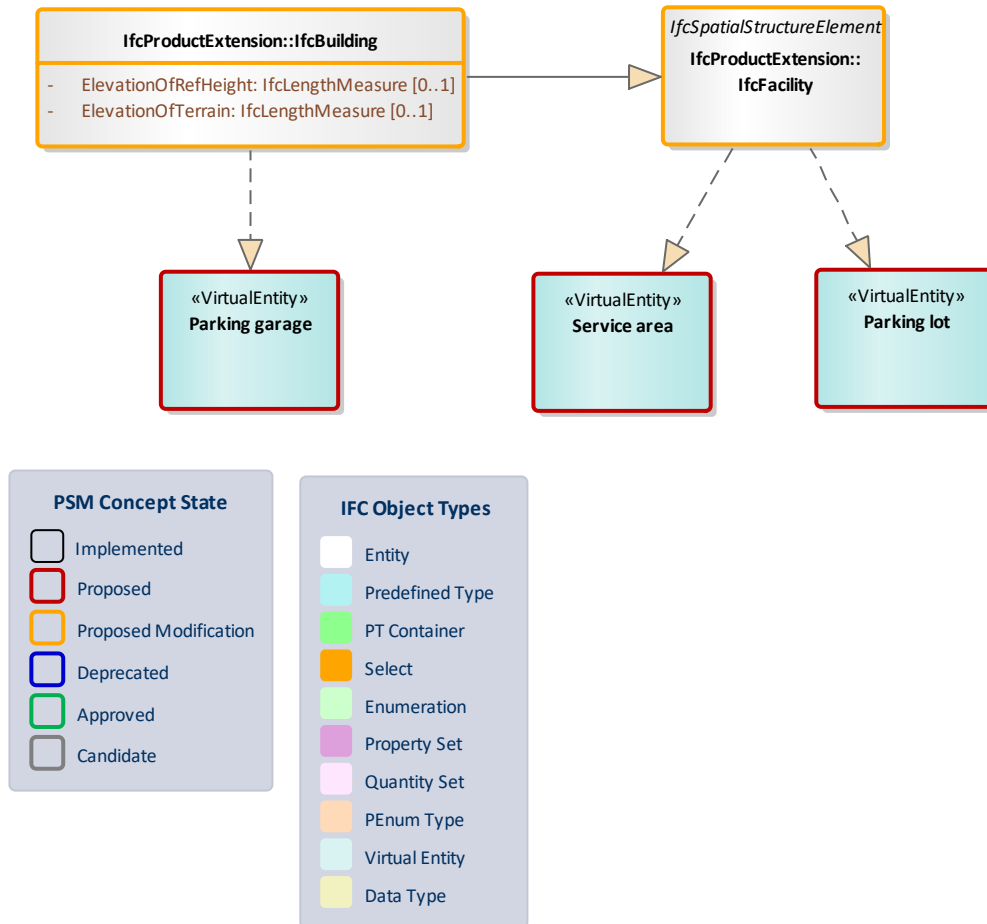 IfcProductExtension::IfcBuilding
- ElevationOfRefHeight: IfcLengthMeasure [0..1]
- ElevationOfTerrain: IfcLengthMeasure [0..1]
IfcSpatialStructureElement
IfcProductExtension::
IfcFacility
«VirtualEntity»
Parking garage
«VirtualEntity»
Service area
«VirtualEntity»
Parking lot
PSM Concept State
Implemented
Proposed
Proposed Modification
Deprecated
Approved
Candidate
IFC Object Types
Entity
Predefined Type
PT Container
Select
Enumeration
Property Set
Quantity Set
PEnum Type
Virtual Entity
Data Type